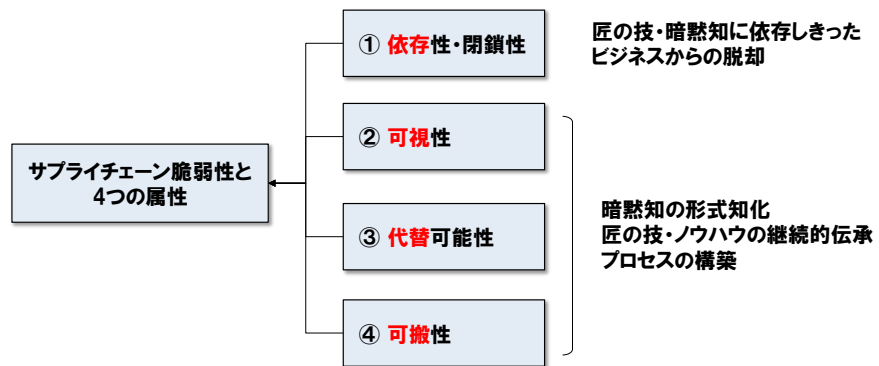 サプライチェーン脆弱性と
4つの属性
① 依存性・閉鎖性
匠の技・暗黙知に依存しきった
ビジネスからの脱却
② 可視性
③ 代替可能性
④ 可搬性
暗黙知の形式知化
匠の技・ノウハウの継続的伝承
プロセスの構築